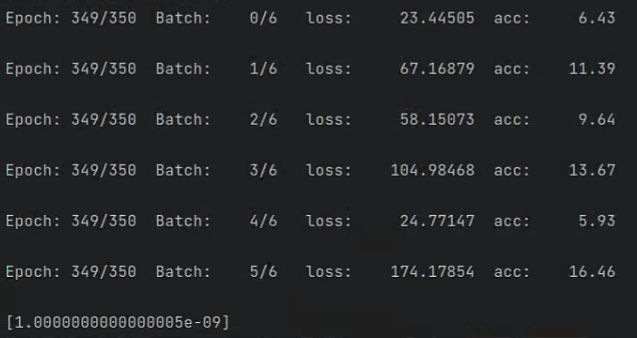 Epoch: 349/350  Batch:    0/6   loss:     23.44505  acc:     6.43
Epoch: 349/350  Batch:    1/6   loss:     67.16879  acc:    11.39
Epoch: 349/350  Batch:    2/6   loss:     58.15073  acc:     9.64
Epoch: 349/350  Batch:    3/6   loss:    104.98468  acc:    13.67
Epoch: 349/350  Batch:    4/6   loss:     24.77147  acc:     5.93
Epoch: 349/350  Batch:    5/6   loss:    174.17854  acc:    16.46
[1.0000000000000005e-09]